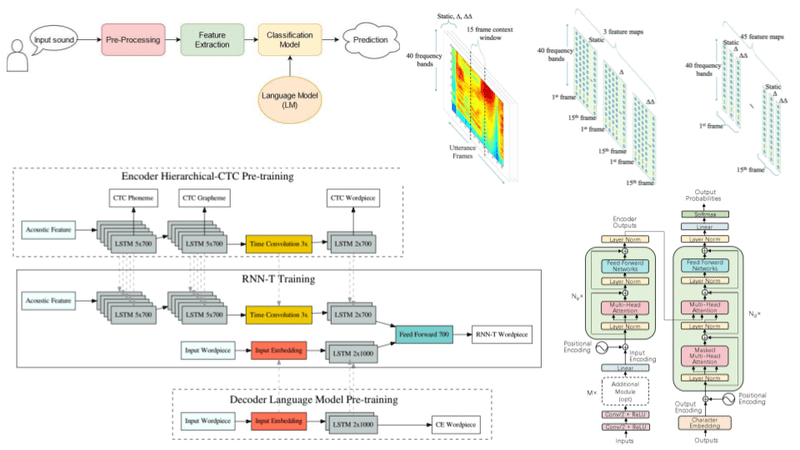 Input sound
Pre-Processing
Feature
Extraction
Classification
Model
Prediction
Language Model
(LM)
Static, Δ, ΔΔ
15 frame context
window
40 frequency
bands
Utterance
Frames
3 feature maps
Static
40 frequency
bands
Δ
ΔΔ
1st frame
15th frame
1st frame
15th frame
1st frame
15th frame
45 feature maps
Static
Δ
ΔΔ
40 frequency
bands
Static
Δ
ΔΔ
1st frame
15th frame
Encoder Hierarchical-CTC Pre-training
CTC Phoneme
CTC Grapheme
CTC Wordpiece
Acoustic Feature
LSTM 5x700
LSTM 5x700
Time Convolution 3x
LSTM 2x700
RNN-T Training
Acoustic Feature
LSTM 5x700
LSTM 5x700
Time Convolution 3x
LSTM 2x700
Feed Forward 700
RNN-T Wordpiece
Input Wordpiece
Input Embedding
LSTM 2x1000
Decoder Language Model Pre-training
Input Wordpiece
Input Embedding
LSTM 2x1000
CE Wordpiece
Output
Probabilities
Softmax
Linear
Layer Norm
Encoder
Outputs
Layer Norm
Feed Forward
Networks
Layer Norm
Multi-Head
Attention
Layer Norm
Feed Forward
Networks
Layer Norm
Multi-Head
Attention
Layer Norm
Masked
Multi-Head
Attention
Layer Norm
Positional
Encoding
Input
Encoding
Linear
M×
Additional
Module
(opt)
Conv2 + ReLU
Conv2 + ReLU
Inputs
Output
Encoding
Positional
Encoding
Character
Embedding
Outputs